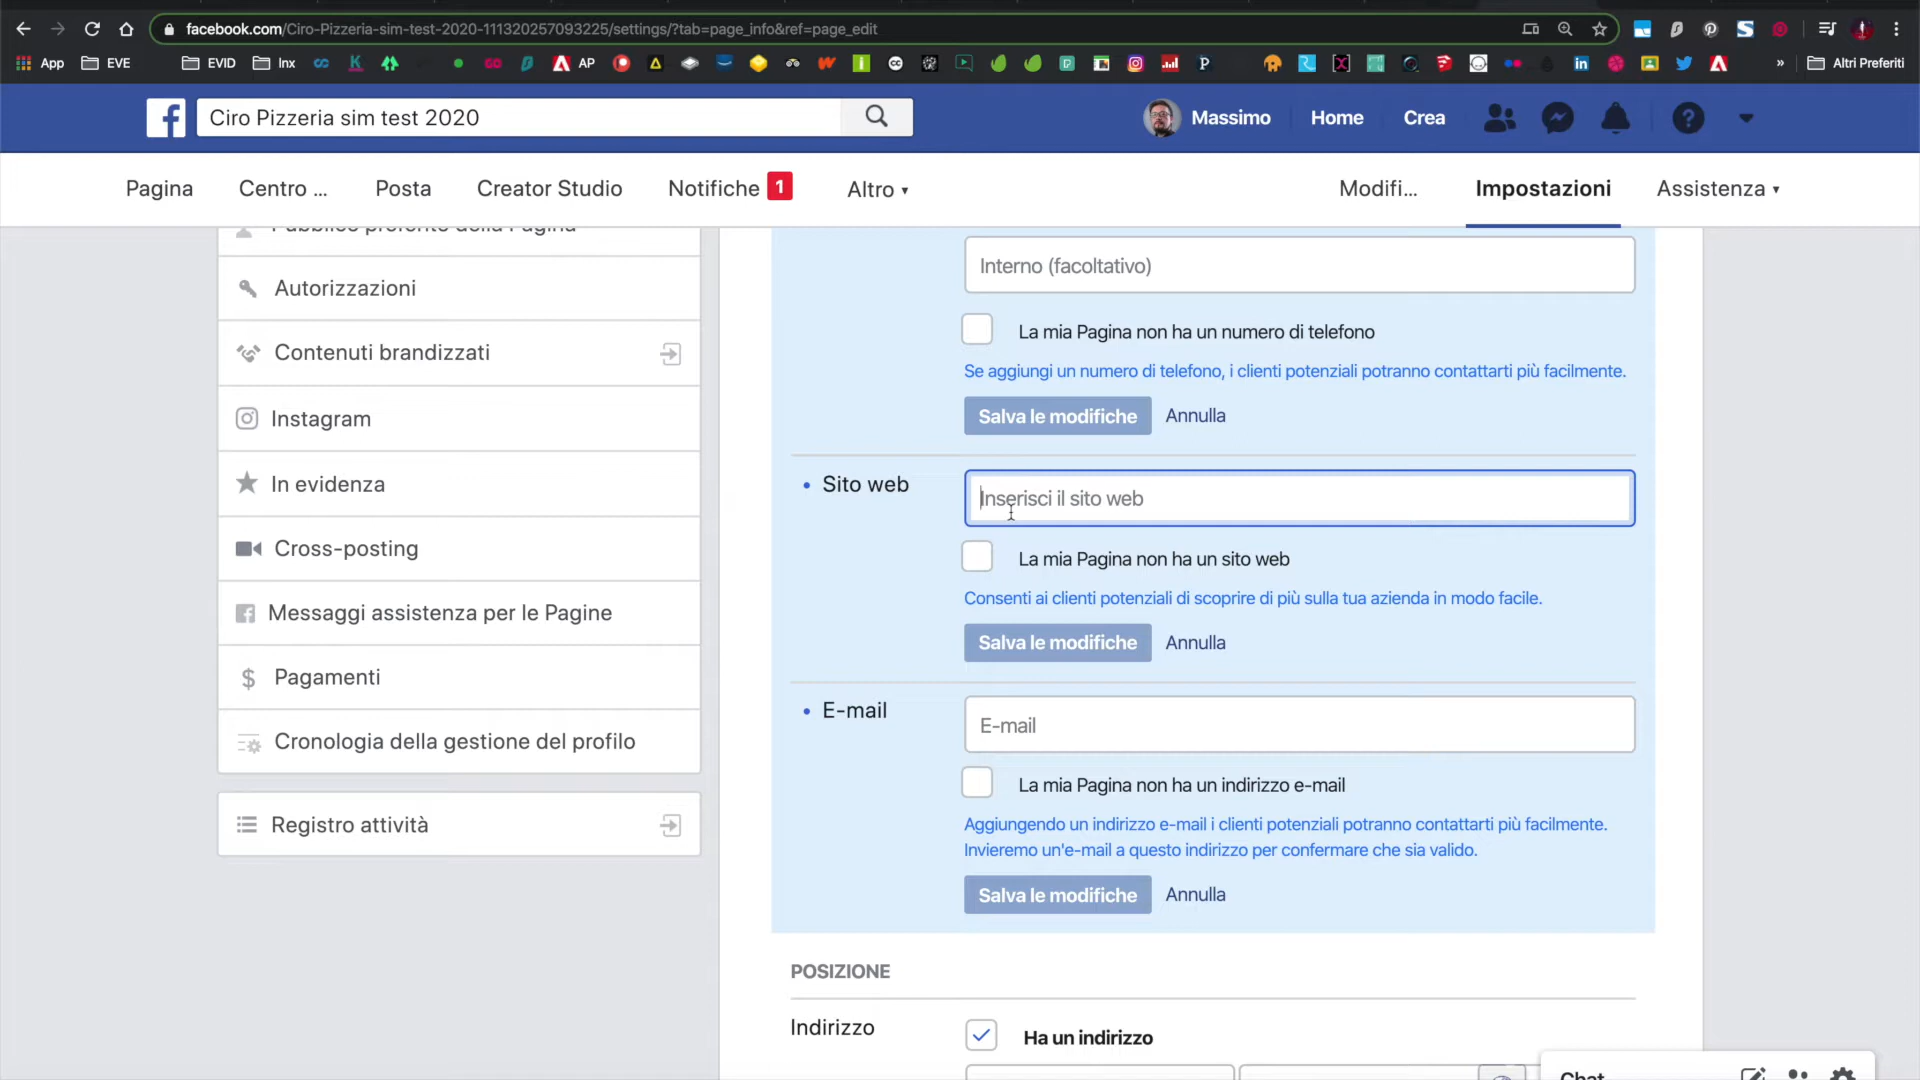 facebook.com/Ciro-Pizzeria-sim-test-2020-111320257093225/settings/?tab=page_info&ref=page_edit
App EVE EVID Inx AP Altri Preferiti
Ciro Pizzeria sim test 2020
Massimo Home Crea
Pagina Centro ... Posta Creator Studio Notifiche 1 Altro
Modifi... Impostazioni Assistenza
Pubblico preferito della Pagina
Autorizzazioni
Contenuti brandizzati
Instagram
In evidenza
Cross-posting
Messaggi assistenza per le Pagine
Pagamenti
Cronologia della gestione del profilo
Registro attività
Interno (facoltativo)
La mia Pagina non ha un numero di telefono
Se aggiungi un numero di telefono, i clienti potenziali potranno contattarti più facilmente.
Salva le modifiche Annulla
Sito web
Inserisci il sito web
La mia Pagina non ha un sito web
Consenti ai clienti potenziali di scoprire di più sulla tua azienda in modo facile.
Salva le modifiche Annulla
E-mail
E-mail
La mia Pagina non ha un indirizzo e-mail
Aggiungendo un indirizzo e-mail i clienti potenziali potranno contattarti più facilmente.
Invieremo un'e-mail a questo indirizzo per confermare che sia valido.
Salva le modifiche Annulla
POSIZIONE
Indirizzo
Ha un indirizzo
Chat